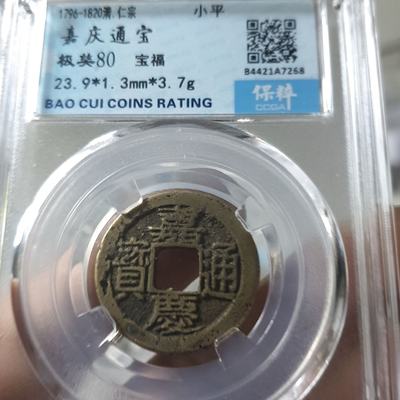 1796-1820清.仁宗 小平
嘉庆通宝
极美80 宝福
23.9*1.3mm*3.7g
B4421A7268
BAO CUI COINS RATING
保粹
CCGA
嘉慶通寶